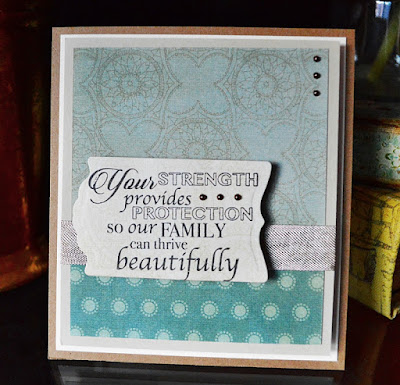 Your STRENGTH
provides
PROTECTION
so our FAMILY
can thrive
beautifully